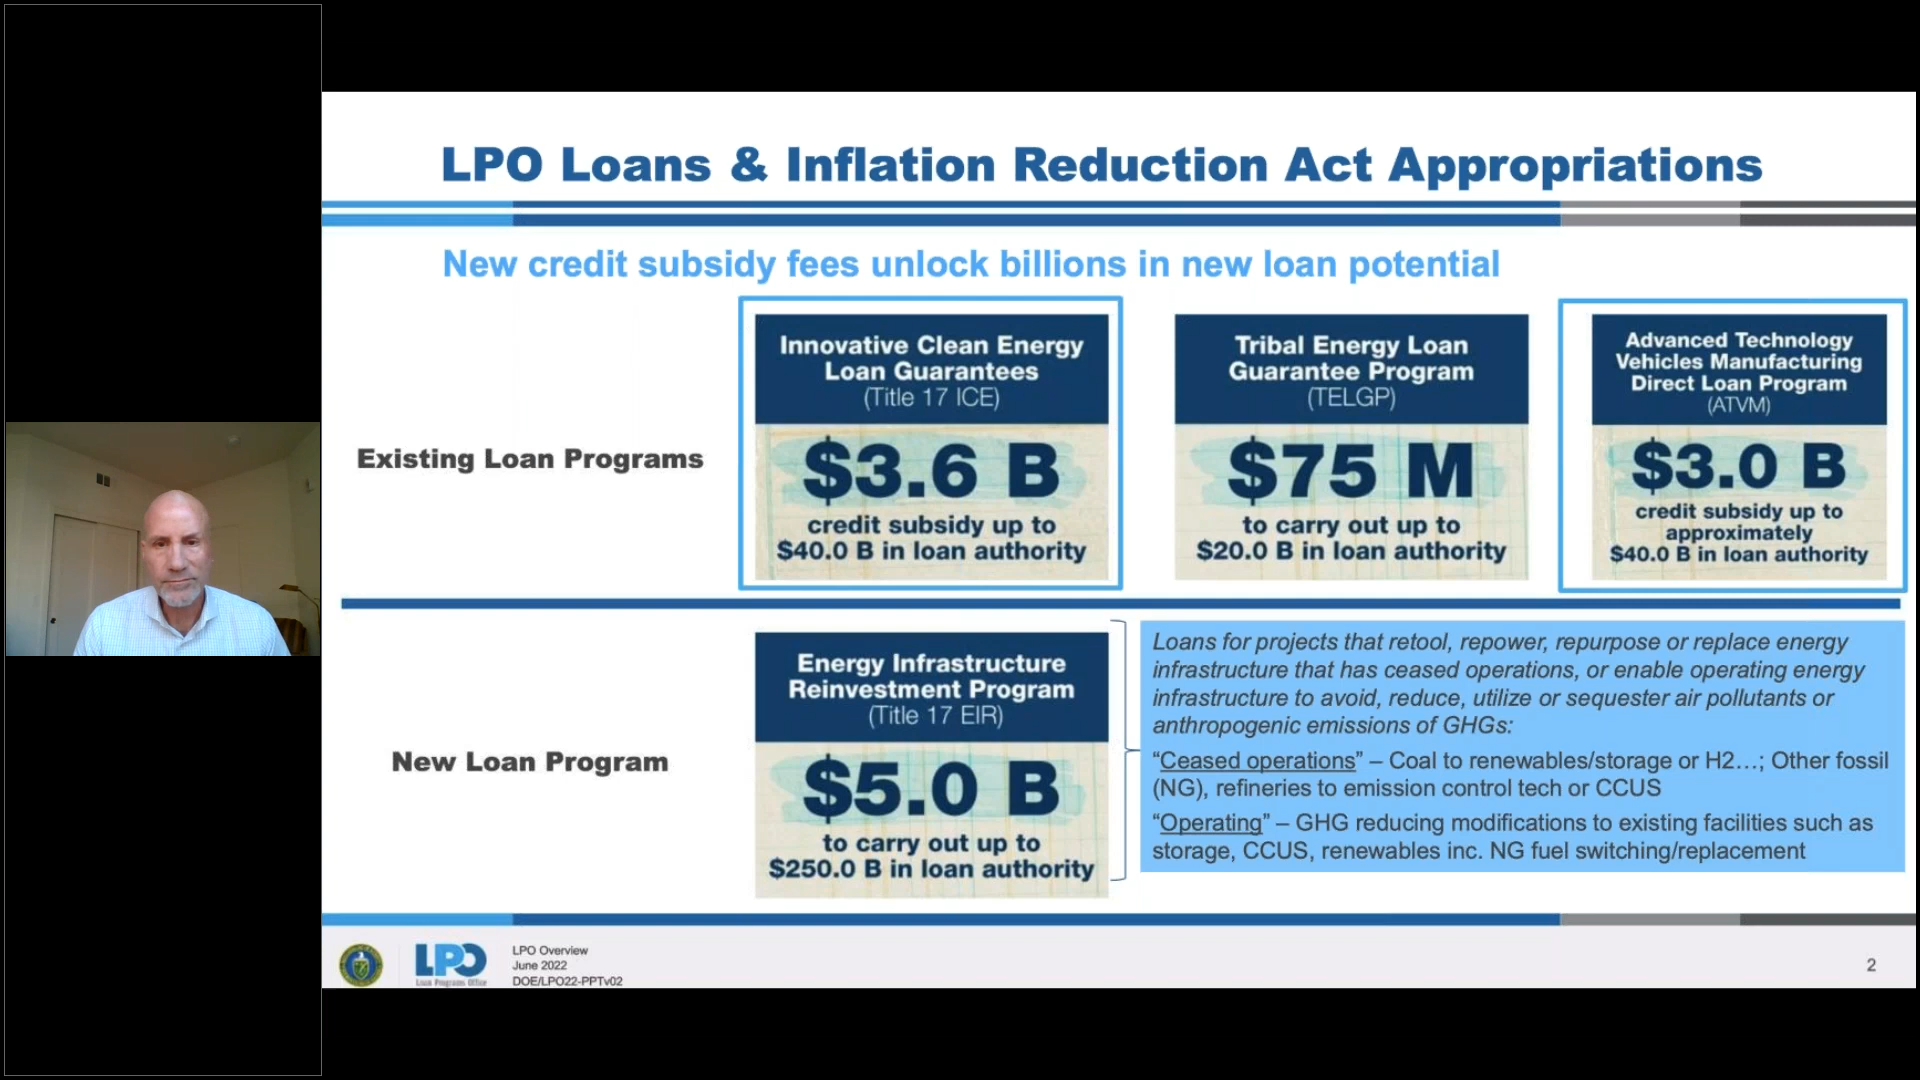 LPO Loans & Inflation Reduction Act Appropriations
New credit subsidy fees unlock billions in new loan potential
Existing Loan Programs
Innovative Clean Energy
Loan Guarantees
(Title 17 ICE)
$3.6 B
credit subsidy up to
$40.0 B in loan authority
Tribal Energy Loan
Guarantee Program
(TELGP)
$75 M
to carry out up to
$20.0 B in loan authority
Advanced Technology
Vehicles Manufacturing
Direct Loan Program
(ATVM)
$3.0 B
credit subsidy up to
approximately
$40.0 B in loan authority
New Loan Program
Energy Infrastructure
Reinvestment Program
(Title 17 EIR)
$5.0 B
to carry out up to
$250.0 B in loan authority
Loans for projects that retool, repower, repurpose or replace energy
infrastructure that has ceased operations, or enable operating energy
infrastructure to avoid, reduce, utilize or sequester air pollutants or
anthropogenic emissions of GHGs:
“Ceased operations” – Coal to renewables/storage or H2…; Other fossil
(NG), refineries to emission control tech or CCUS
“Operating” – GHG reducing modifications to existing facilities such as
storage, CCUS, renewables inc. NG fuel switching/replacement
LPO
Loan Programs Office
LPO Overview
June 2022
DOE/LPO22-PPTv02
2